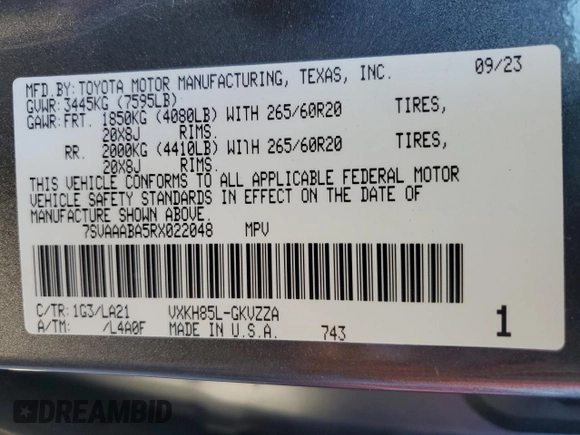 MFD.BY: TOYOTA MOTOR MANUFACTURING, TEXAS, INC. 09/23
GVWR: 3445KG (7595LB)
GAWR: FRT. 1850KG (4080LB) WITH 265/60R20 TIRES,
20X8J RIMS.
RR. 2000KG (4410LB) WITH 265/60R20 TIRES,
20X8J RIMS.
THIS VEHICLE CONFORMS TO ALL APPLICABLE FEDERAL MOTOR
VEHICLE SAFETY STANDARDS IN EFFECT ON THE DATE OF
MANUFACTURE SHOWN ABOVE.
7SVAAABA5RX022048 MPV
C/TR: 1G3/LA21 VXKH85L-GKVZZA
A/TM: /L4A0F MADE IN U.S.A. 743 1
DREAMBID